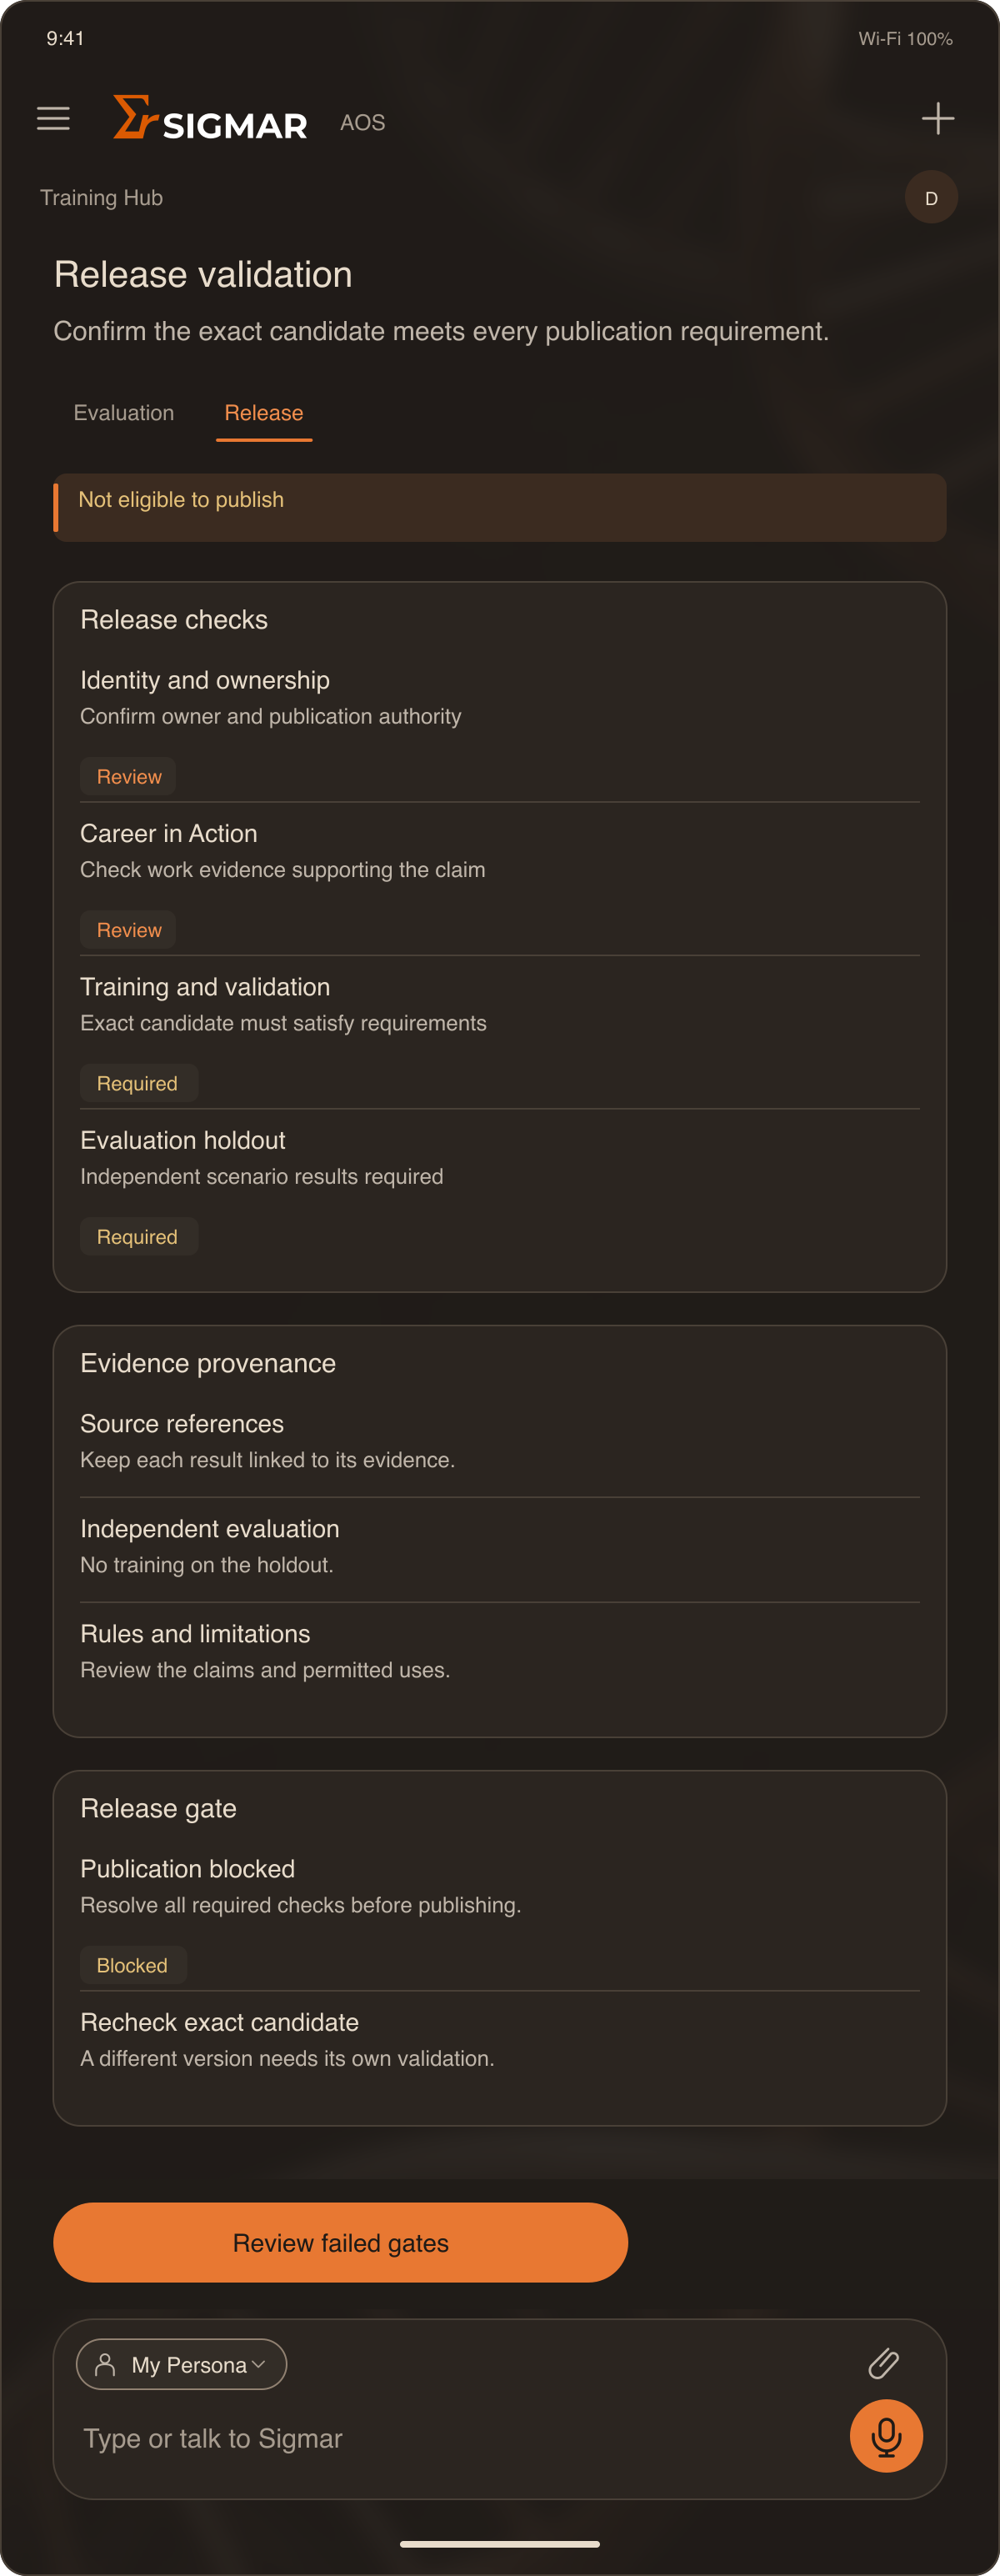 9:41
Wi-Fi 100%
Σr SIGMAR AOS
Training Hub
D
Release validation
Confirm the exact candidate meets every publication requirement.
Evaluation
Release
Not eligible to publish
Release checks
Identity and ownership
Confirm owner and publication authority
Review
Career in Action
Check work evidence supporting the claim
Review
Training and validation
Exact candidate must satisfy requirements
Required
Evaluation holdout
Independent scenario results required
Required
Evidence provenance
Source references
Keep each result linked to its evidence.
Independent evaluation
No training on the holdout.
Rules and limitations
Review the claims and permitted uses.
Release gate
Publication blocked
Resolve all required checks before publishing.
Blocked
Recheck exact candidate
A different version needs its own validation.
Review failed gates
My Persona
Type or talk to Sigmar